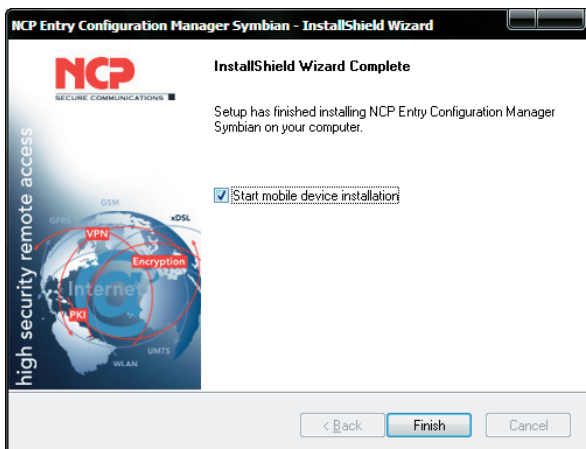 NCP Entry Configuration Manager Symbian - InstallShield Wizard
NCP
SECURE COMMUNICATIONS
InstallShield Wizard Complete
Setup has finished installing NCP Entry Configuration Manager
Symbian on your computer.
Start mobile device installation
high security remote access
GSM
GPRS
xDSL
VPN
Encryption
Internet
@
PKI
UMTS
WLAN
< Back
Finish
Cancel